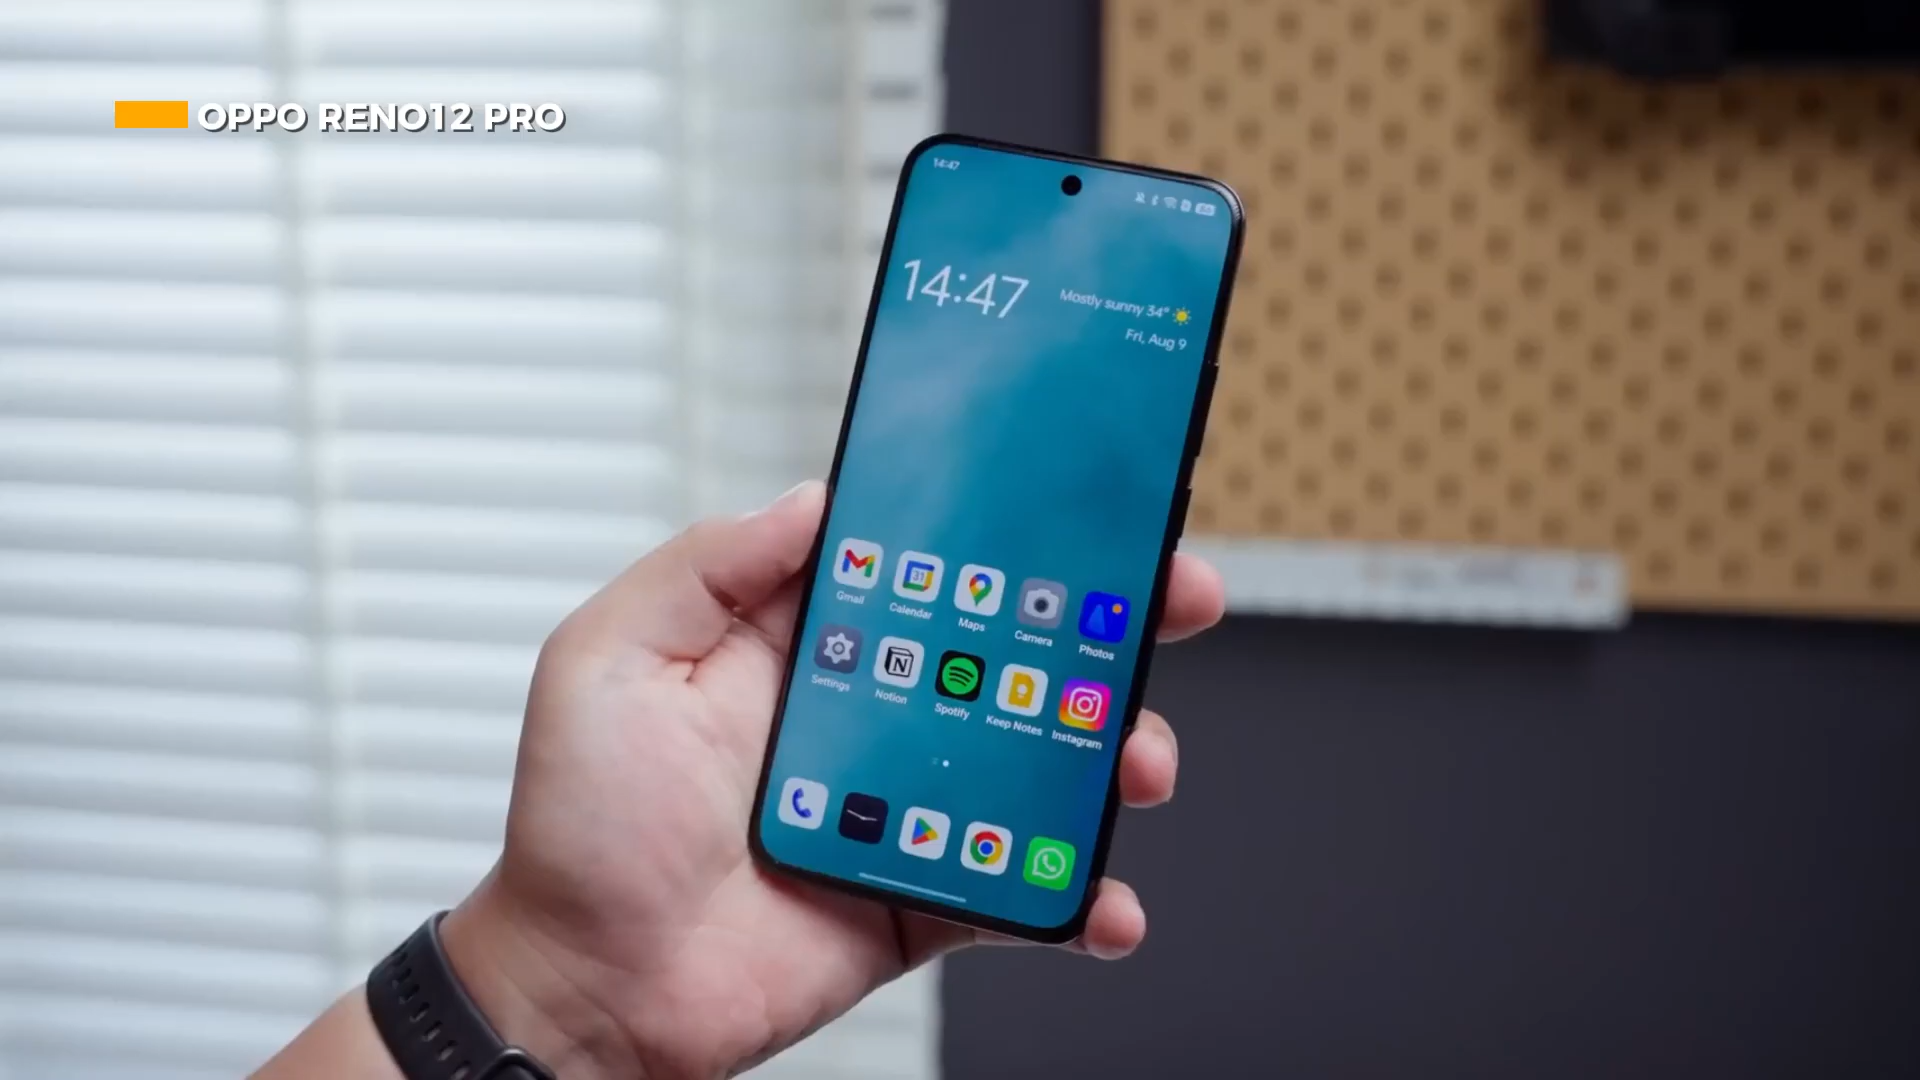 OPPO RENO12 PRO
14:47
14:47
Mostly sunny 34°
Fri, Aug 9
Gmail
31
Calendar
Maps
Camera
Photos
Settings
Notion
Spotify
Keep Notes
Instagram